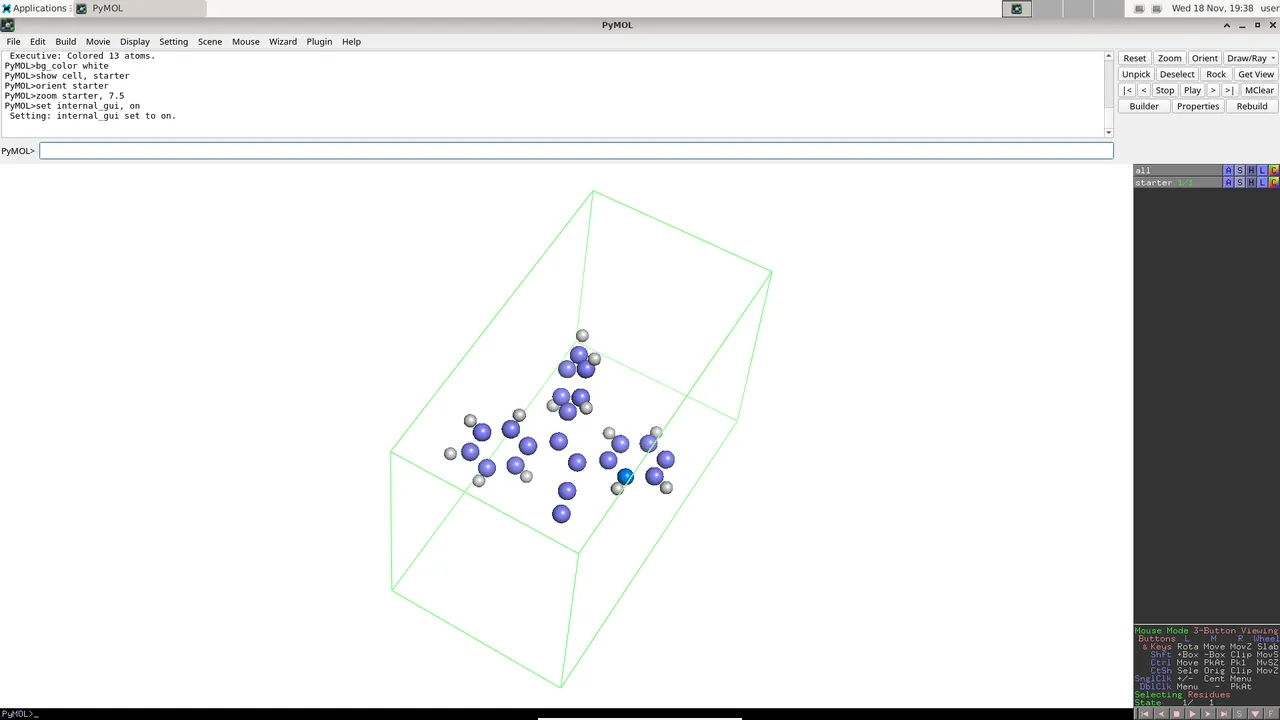 Applications PyMOL Wed 18 Nov, 19:38 user
PyMOL
File Edit Build Movie Display Setting Scene Mouse Wizard Plugin Help
Executive: Colored 13 atoms.
PyMOL>bg_color white
PyMOL>show cell, starter
PyMOL>orient starter
PyMOL>zoom starter, 7.5
PyMOL>set internal_gui, on
Setting: internal_gui set to on.
PyMOL>
Reset Zoom Orient Draw/Ray
Unpick Deselect Rock Get View
|< < Stop Play > >| MClear
Builder Properties Rebuild
all A S H L C
starter 1/1 A S H L C
Mouse Mode 3-Button Viewing
Buttons L M R Wheel
& Keys Rota Move MovZ Slab
Shft +Box -Box Clip MovS
Ctrl Move PkAt Pk1 MvSZ
CtSh Sele Orig Clip MovZ
SnglClk +/- Cent Menu
DblClk Menu - PkAt
Selecting Residues
State 1/ 1
PyMOL>_ S F